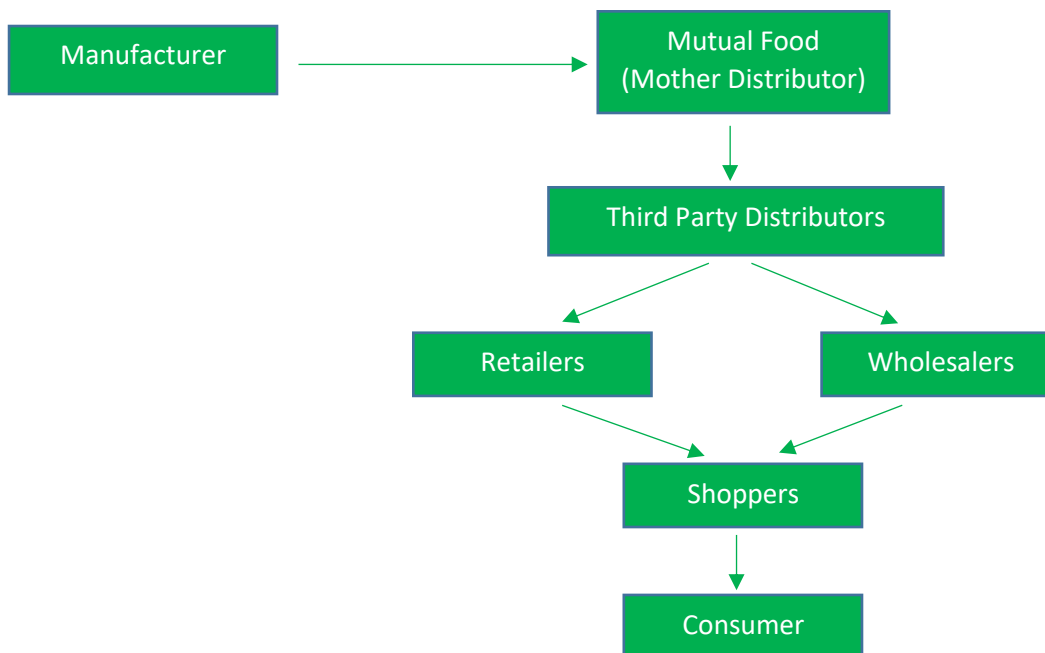 Manufacturer
Mutual Food
(Mother Distributor)
Third Party Distributors
Retailers
Wholesalers
Shoppers
Consumer